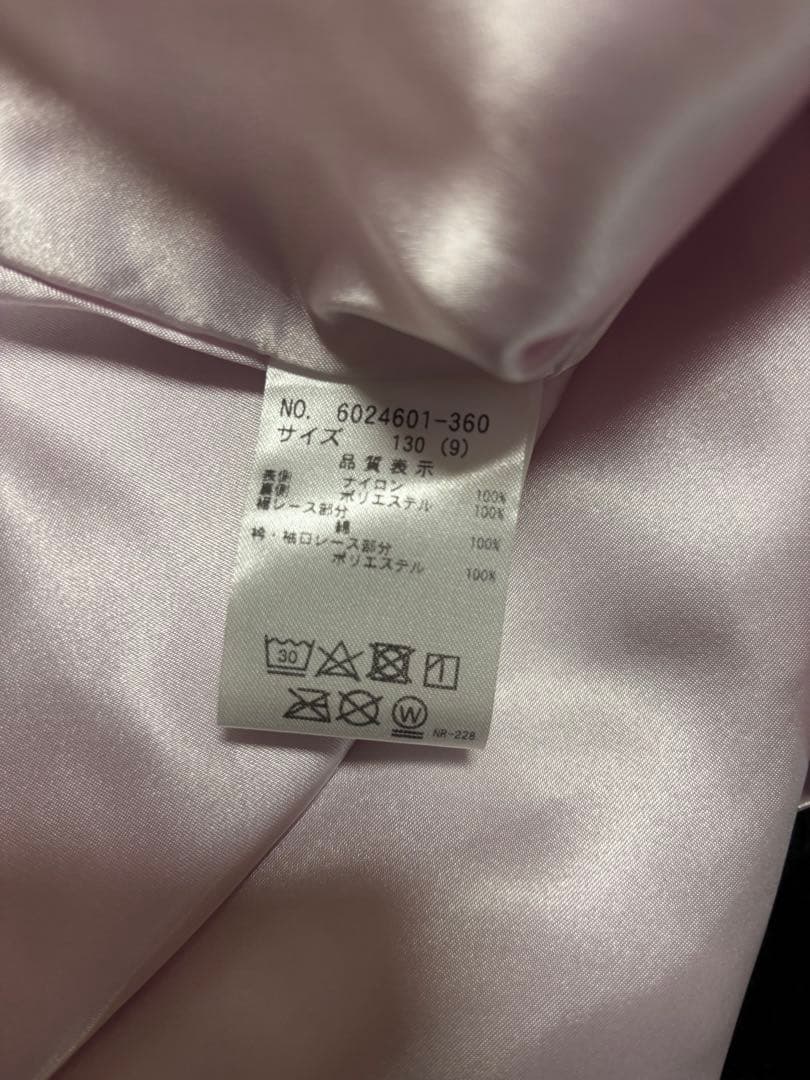 NO. 6024601-360
サイズ 130 (9)
品質表示
表側 ナイロン 100%
裏側 ポリエステル 100%
裾レース部分
綿 100%
衿・袖口レース部分
ポリエステル 100%
30
W
NR-228